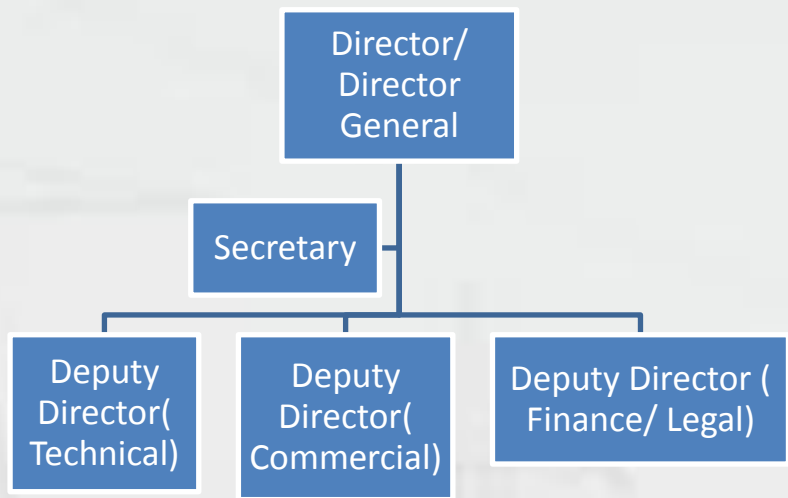 Director/
Director
General
Secretary
Deputy
Director(
Technical)
Deputy
Director(
Commercial)
Deputy Director (
Finance/ Legal)